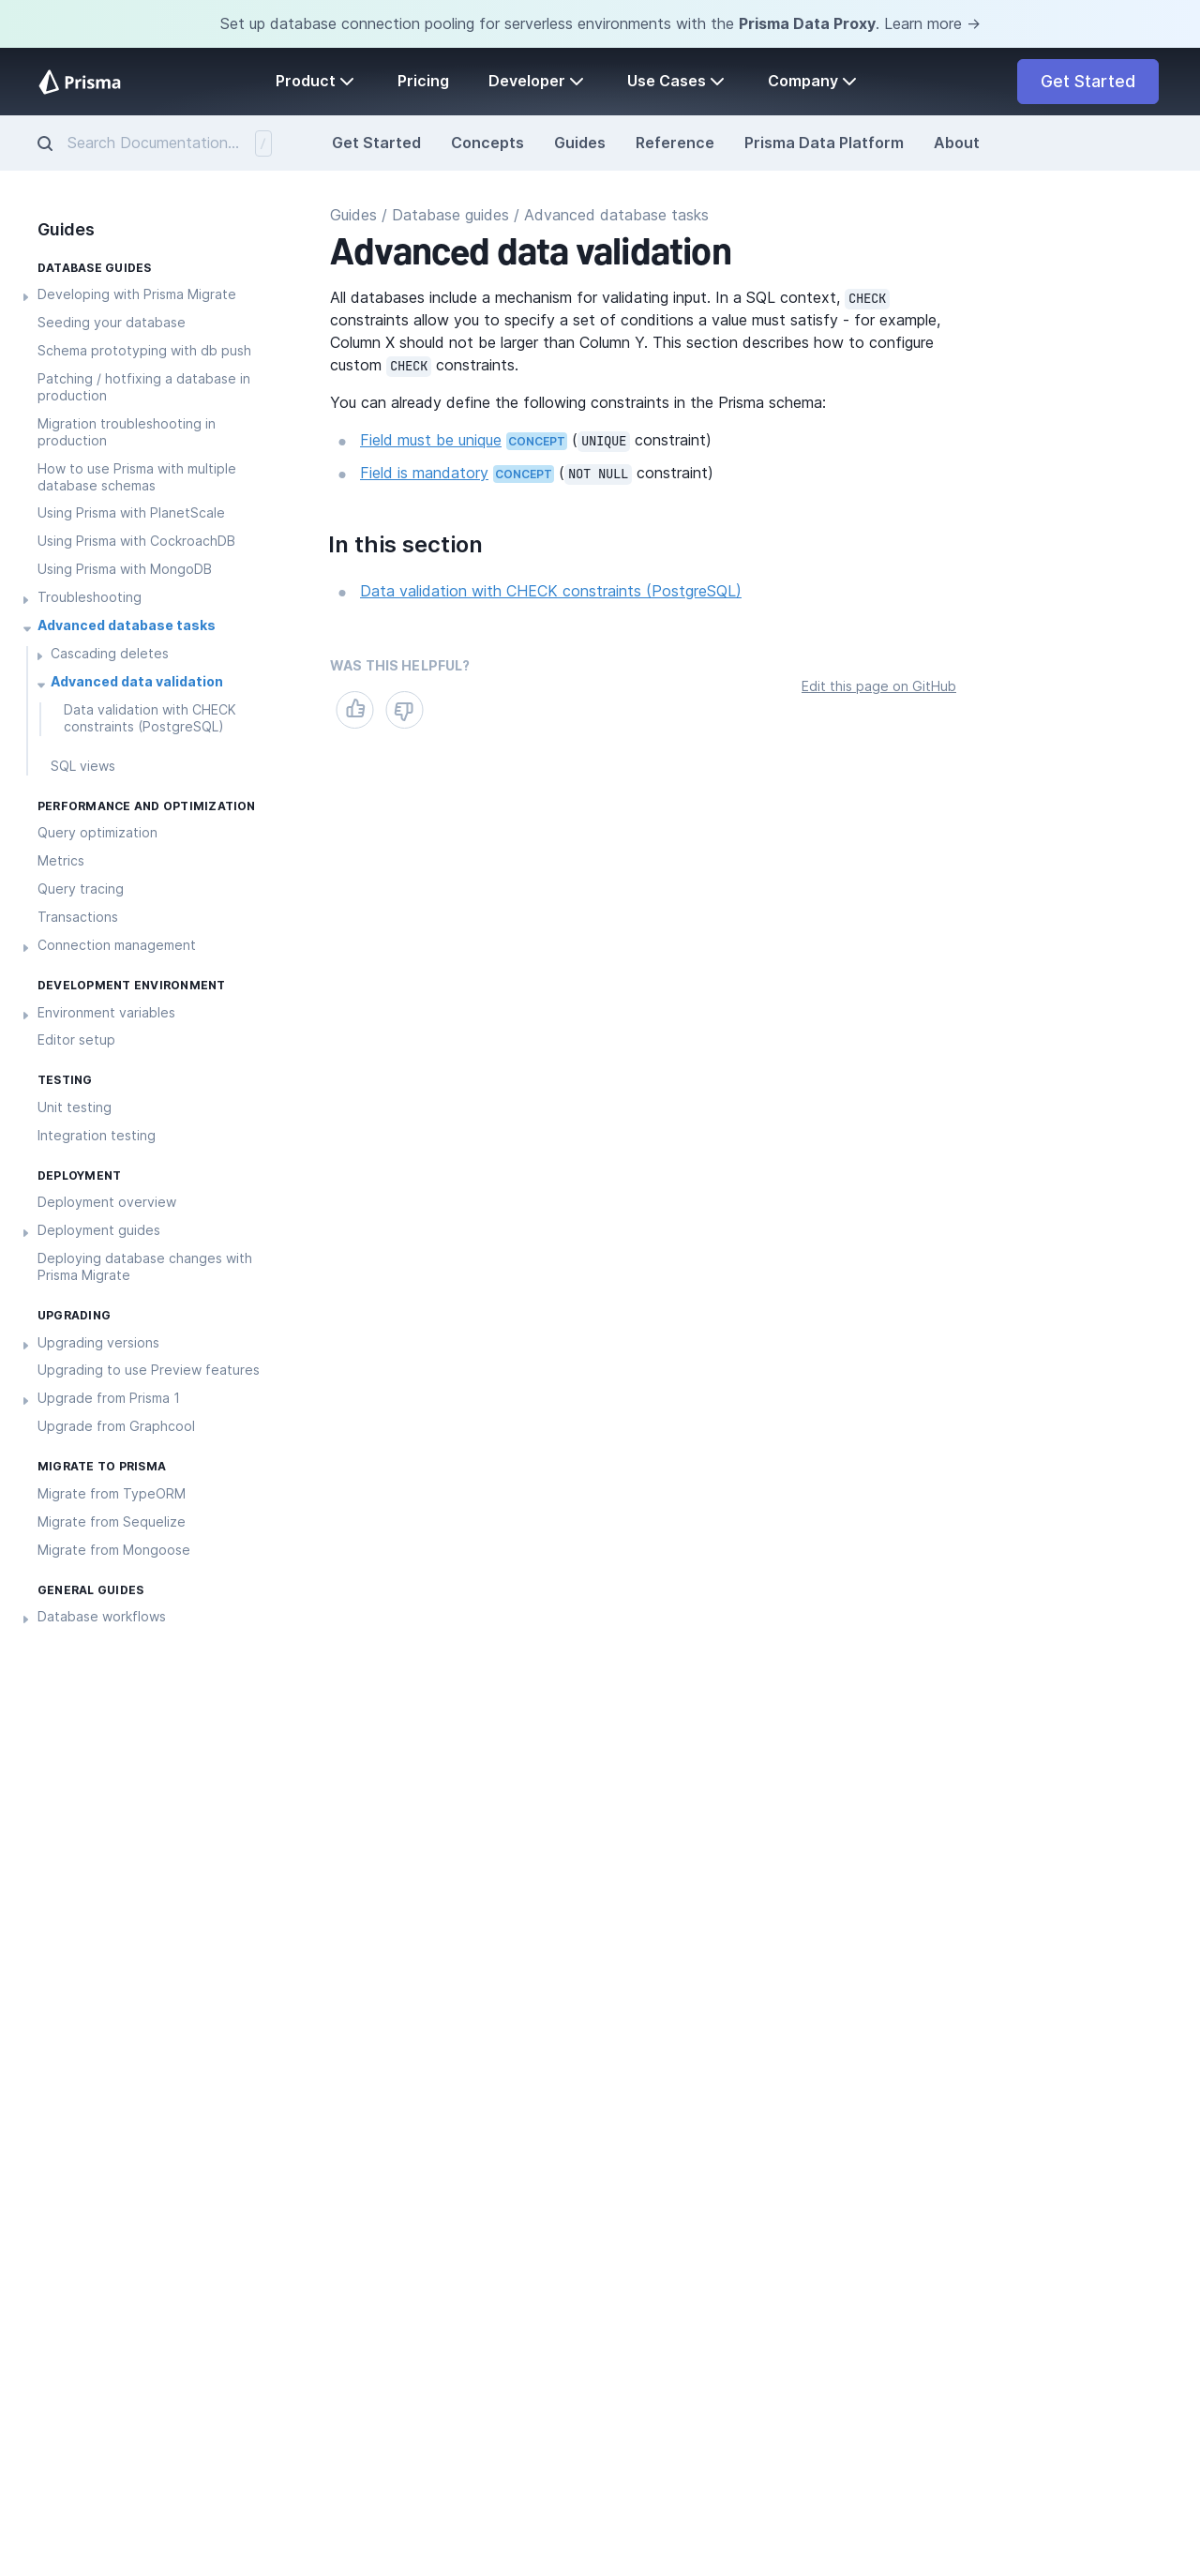 Set up database connection pooling for serverless environments with the Prisma Data Proxy. Learn more →
Prisma Product Pricing Developer Use Cases Company Get Started
Search Documentation... / Get Started Concepts Guides Reference Prisma Data Platform About
Guides
DATABASE GUIDES
Developing with Prisma Migrate
Seeding your database
Schema prototyping with db push
Patching / hotfixing a database in
production
Migration troubleshooting in
production
How to use Prisma with multiple
database schemas
Using Prisma with PlanetScale
Using Prisma with CockroachDB
Using Prisma with MongoDB
Troubleshooting
Advanced database tasks
Cascading deletes
Advanced data validation
Data validation with CHECK
constraints (PostgreSQL)
SQL views
PERFORMANCE AND OPTIMIZATION
Query optimization
Metrics
Query tracing
Transactions
Connection management
DEVELOPMENT ENVIRONMENT
Environment variables
Editor setup
TESTING
Unit testing
Integration testing
DEPLOYMENT
Deployment overview
Deployment guides
Deploying database changes with
Prisma Migrate
UPGRADING
Upgrading versions
Upgrading to use Preview features
Upgrade from Prisma 1
Upgrade from Graphcool
MIGRATE TO PRISMA
Migrate from TypeORM
Migrate from Sequelize
Migrate from Mongoose
GENERAL GUIDES
Database workflows
Guides / Database guides / Advanced database tasks
Advanced data validation
All databases include a mechanism for validating input. In a SQL context, CHECK
constraints allow you to specify a set of conditions a value must satisfy - for example,
Column X should not be larger than Column Y. This section describes how to configure
custom CHECK constraints.
You can already define the following constraints in the Prisma schema:
Field must be unique CONCEPT (UNIQUE constraint)
Field is mandatory CONCEPT (NOT NULL constraint)
In this section
Data validation with CHECK constraints (PostgreSQL)
WAS THIS HELPFUL?
Edit this page on GitHub